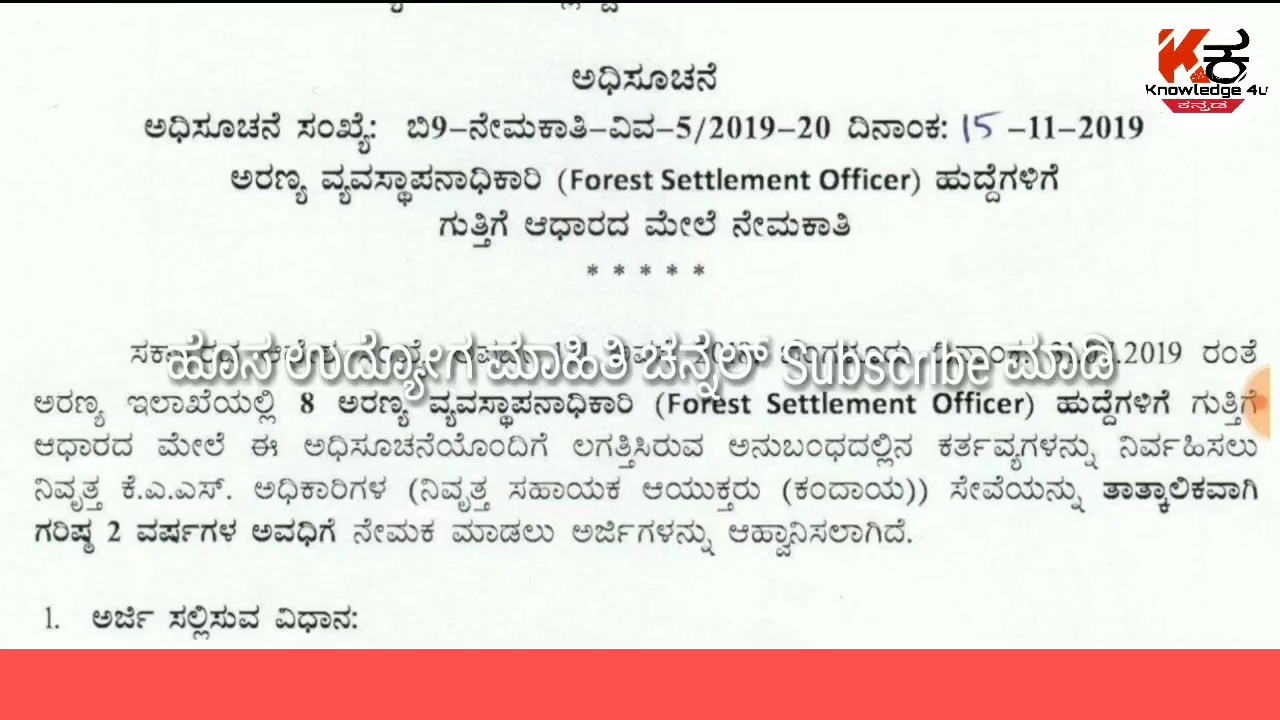 ಅಧಿಸೂಚನೆ
ಅಧಿಸೂಚನೆ ಸಂಖ್ಯೆ: ಬಿ9-ನೇಮಕಾತಿ-ವಿವ-5/2019-20 ದಿನಾಂಕ: 15 -11-2019
ಅರಣ್ಯ ವ್ಯವಸ್ಥಾಪನಾಧಿಕಾರಿ (Forest Settlement Officer) ಹುದ್ದೆಗಳಿಗೆ
ಗುತ್ತಿಗೆ ಆಧಾರದ ಮೇಲೆ ನೇಮಕಾತಿ
* * * * *
Knowledge 4u
ಕನ್ನಡ
ಹೊಸ ಉದ್ಯೋಗ ಮಾಹಿತಿ ಚನ್ನೆಲ್ Subscribe ಮಾಡಿ
2019 ರಂತೆ
ಅರಣ್ಯ ಇಲಾಖೆಯಲ್ಲಿ 8 ಅರಣ್ಯ ವ್ಯವಸ್ಥಾಪನಾಧಿಕಾರಿ (Forest Settlement Officer) ಹುದ್ದೆಗಳಿಗೆ ಗುತ್ತಿಗೆ
ಆಧಾರದ ಮೇಲೆ ಈ ಅಧಿಸೂಚನೆಯೊಂದಿಗೆ ಲಗತ್ತಿಸಿರುವ ಅನುಬಂಧದಲ್ಲಿನ ಕರ್ತವ್ಯಗಳನ್ನು ನಿರ್ವಹಿಸಲು
ನಿವೃತ್ತ ಕೆ.ಎ.ಎಸ್. ಅಧಿಕಾರಿಗಳ (ನಿವೃತ್ತ ಸಹಾಯಕ ಆಯುಕ್ತರು (ಕಂದಾಯ)) ಸೇವೆಯನ್ನು ತಾತ್ಕಾಲಿಕವಾಗಿ
ಗರಿಷ್ಠ 2 ವರ್ಷಗಳ ಅವಧಿಗೆ ನೇಮಕ ಮಾಡಲು ಅರ್ಜಿಗಳನ್ನು ಆಹ್ವಾನಿಸಲಾಗಿದೆ.
1. ಅರ್ಜಿ ಸಲ್ಲಿಸುವ ವಿಧಾನ: